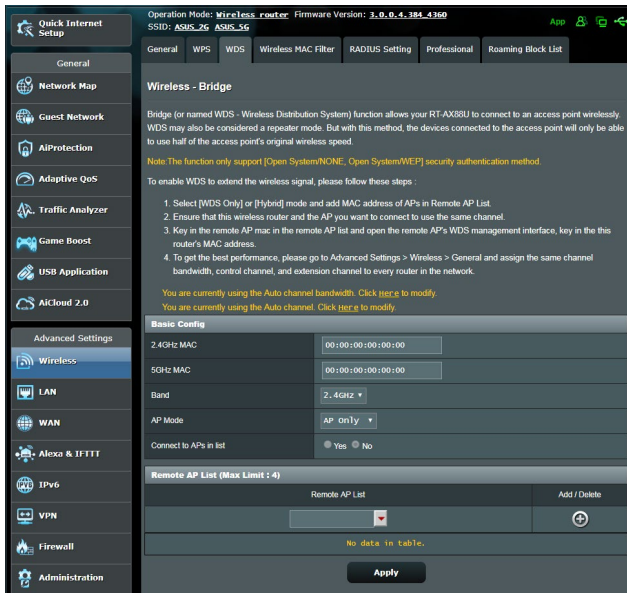 Quick Internet
Setup
General
Network Map
Guest Network
AiProtection
Adaptive QoS
Traffic Analyzer
Game Boost
USB Application
AiCloud 2.0
Advanced Settings
Wireless
LAN
WAN
Alexa & IFTTT
IPv6
VPN
Firewall
Administration
Operation Mode: Wireless router Firmware Version: 3.0.0.4.384_4360
SSID: ASUS_2G ASUS_5G
App
General WPS WDS Wireless MAC Filter RADIUS Setting Professional Roaming Block List
Wireless - Bridge
Bridge (or named WDS - Wireless Distribution System) function allows your RT-AX88U to connect to an access point wirelessly.
WDS may also be considered a repeater mode. But with this method, the devices connected to the access point will only be able
to use half of the access point's original wireless speed.
Note:The function only support [Open System/NONE, Open System/WEP] security authentication method.
To enable WDS to extend the wireless signal, please follow these steps :
1. Select [WDS Only] or [Hybrid] mode and add MAC address of APs in Remote AP List.
2. Ensure that this wireless router and the AP you want to connect to use the same channel.
3. Key in the remote AP mac in the remote AP list and open the remote AP's WDS management interface, key in the this
router's MAC address.
4. To get the best performance, please go to Advanced Settings > Wireless > General and assign the same channel
bandwidth, control channel, and extension channel to every router in the network.
You are currently using the Auto channel bandwidth. Click Here to modify.
You are currently using the Auto channel. Click Here to modify.
Basic Config
2.4GHz MAC 00:00:00:00:00:00
5GHz MAC 00:00:00:00:00:00
Band 2.4GHz
AP Mode AP Only
Connect to APs in list Yes No
Remote AP List (Max Limit : 4)
Remote AP List Add / Delete
No data in table.
Apply